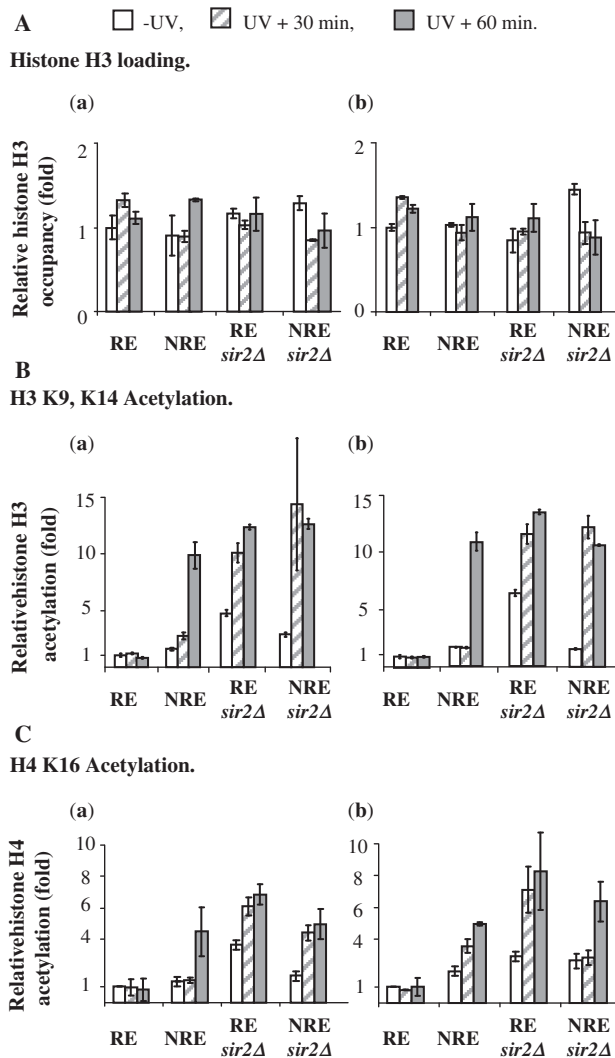 A
-UV, UV + 30 min, UV + 60 min.
Histone H3 loading.
(a) (b)
Relative histone H3
occupancy (fold)
2
1
0
RE NRE RE sir2Δ NRE sir2Δ
2
1
0
RE NRE RE sir2Δ NRE sir2Δ
B
H3 K9, K14 Acetylation.
(a) (b)
Relativehistone H3
acetylation (fold)
15
10
5
1
RE NRE RE sir2Δ NRE sir2Δ
15
10
5
1
RE NRE RE sir2Δ NRE sir2Δ
C
H4 K16 Acetylation.
(a) (b)
Relativehistone H4
acetylation (fold)
10
8
6
4
1
RE NRE RE sir2Δ NRE sir2Δ
10
8
6
4
1
RE NRE RE sir2Δ NRE sir2Δ